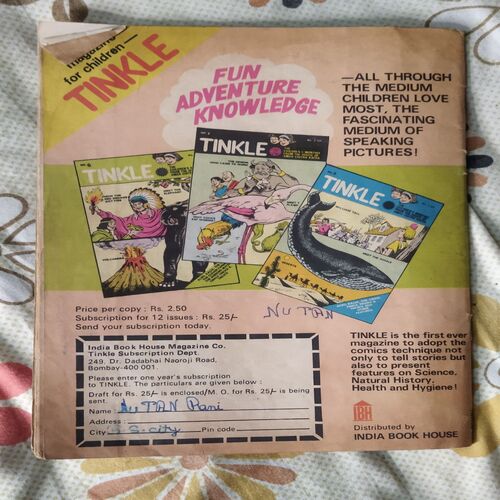 magazine
for children—
TINKLE
FUN
ADVENTURE
KNOWLEDGE
—ALL THROUGH
THE MEDIUM
CHILDREN LOVE
MOST, THE
FASCINATING
MEDIUM OF
SPEAKING
PICTURES!
TINKLE
TINKLE
TINKLE
Price per copy : Rs. 2.50
Subscription for 12 issues : Rs. 25/-
Send your subscription today.
NUTAN
India Book House Magazine Co.
Tinkle Subscription Dept.
249, Dr. Dadabhai Naoroji Road,
Bombay-400 001
Please enter one year's subscription
to TINKLE. The particulars are given below :
Draft for Rs. 25/- is enclosed/M. O. for Rs. 25/- is being
sent.
Name : NuTAN Rani
Address :
City S-city Pin code
TINKLE is the first ever
magazine to adopt the
comics technique not
only to tell stories but
also to present
features on Science,
Natural History,
Health and Hygiene!
IBH
Distributed by
INDIA BOOK HOUSE